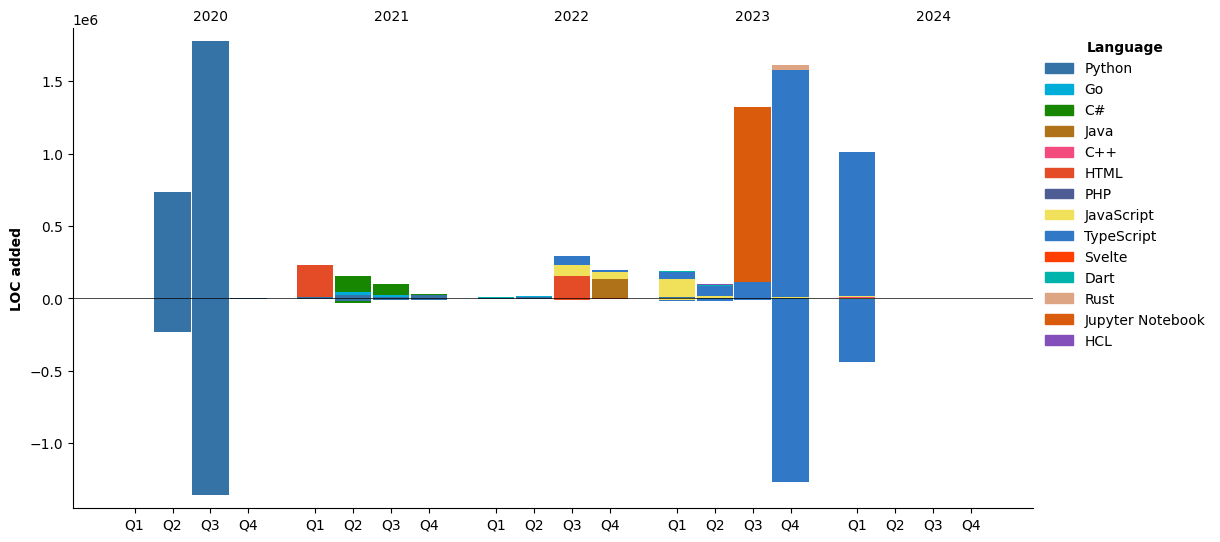 1e6
2020 2021 2022 2023 2024
LOC added
1.5
1.0
0.5
0.0
−0.5
−1.0
Q1 Q2 Q3 Q4 Q1 Q2 Q3 Q4 Q1 Q2 Q3 Q4 Q1 Q2 Q3 Q4 Q1 Q2 Q3 Q4
Language
Python
Go
C#
Java
C++
HTML
PHP
JavaScript
TypeScript
Svelte
Dart
Rust
Jupyter Notebook
HCL